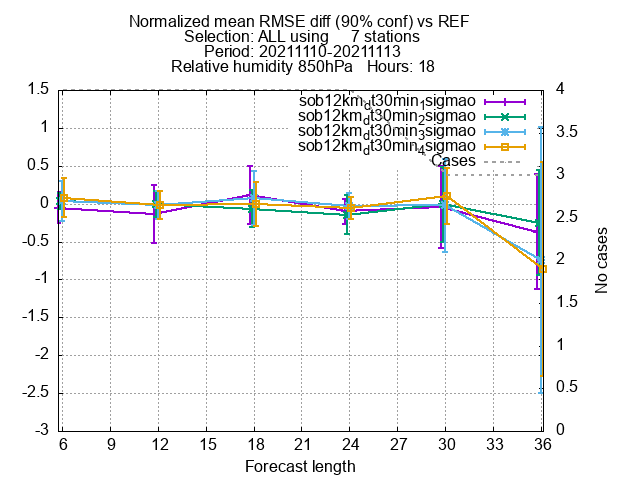 Normalized mean RMSE diff (90% conf) vs REF
Selection: ALL using 7 stations
Period: 20211110-20211113
Relative humidity 850hPa Hours: 18
sob12km_dt30min_1sigmao
sob12km_dt30min_2sigmao
sob12km_dt30min_3sigmao
sob12km_dt30min_4sigmao
Cases
1.5
1
0.5
0
-0.5
-1
-1.5
-2
-2.5
-3
4
3.5
3
2.5
2
1.5
1
0.5
0
No cases
6 9 12 15 18 21 24 27 30 33 36
Forecast length